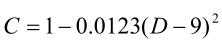 C = 1 − 0.0123(D − 9)²